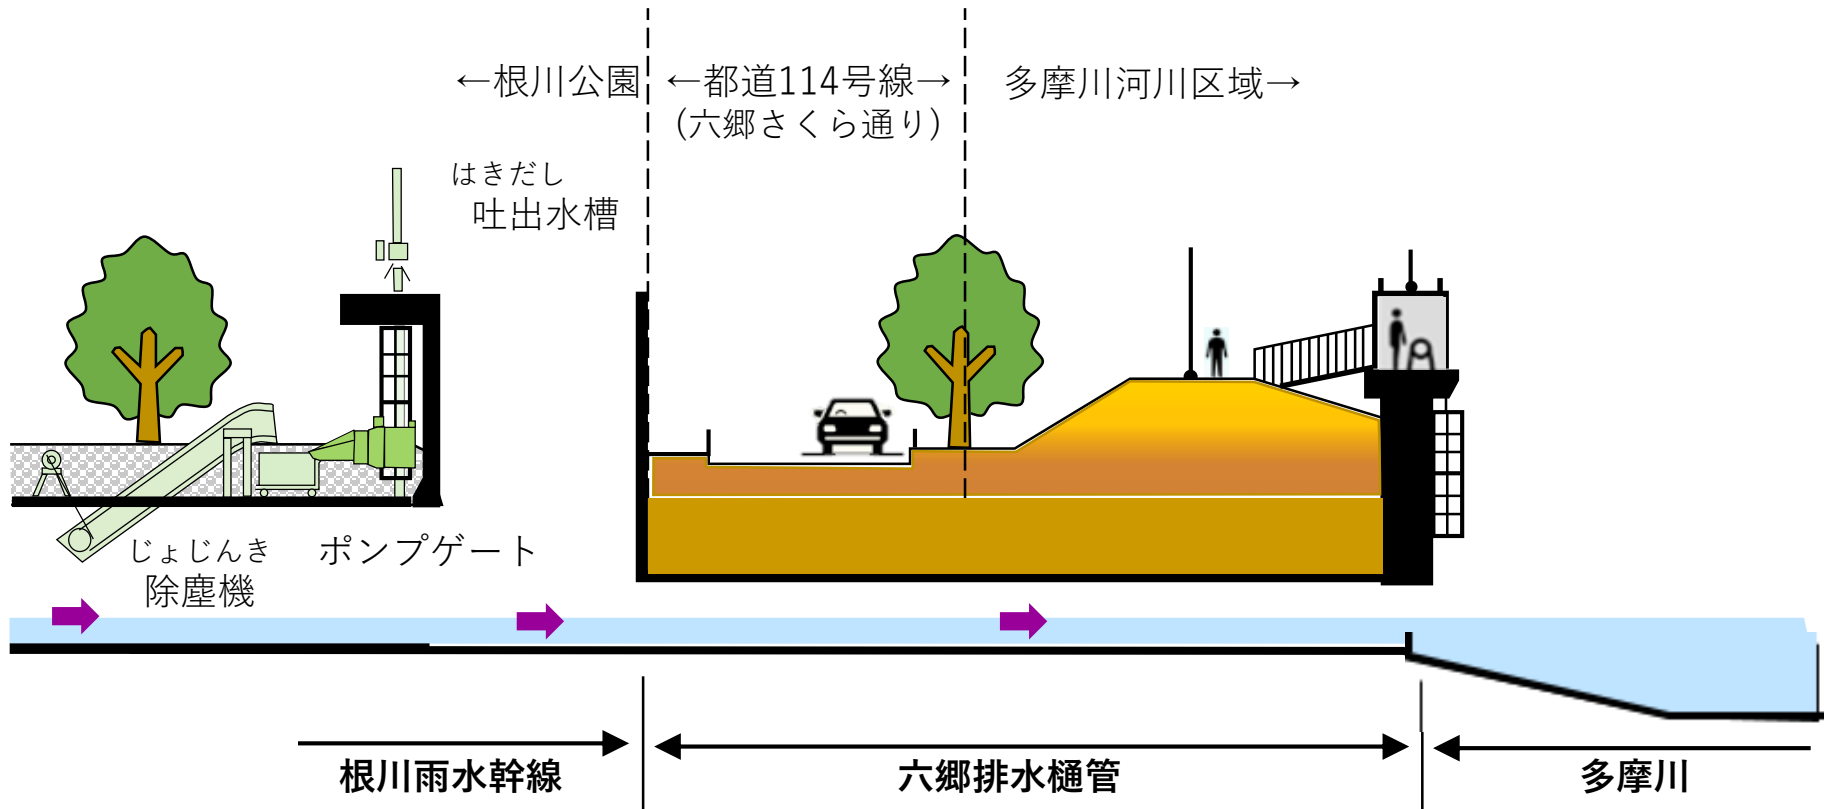 ←根川公園
←都道114号線→
(六郷さくら通り)
多摩川河川区域→
はきだし
吐出水槽
じょじんき
除塵機
ポンプゲート
根川雨水幹線
六郷排水樋管
多摩川